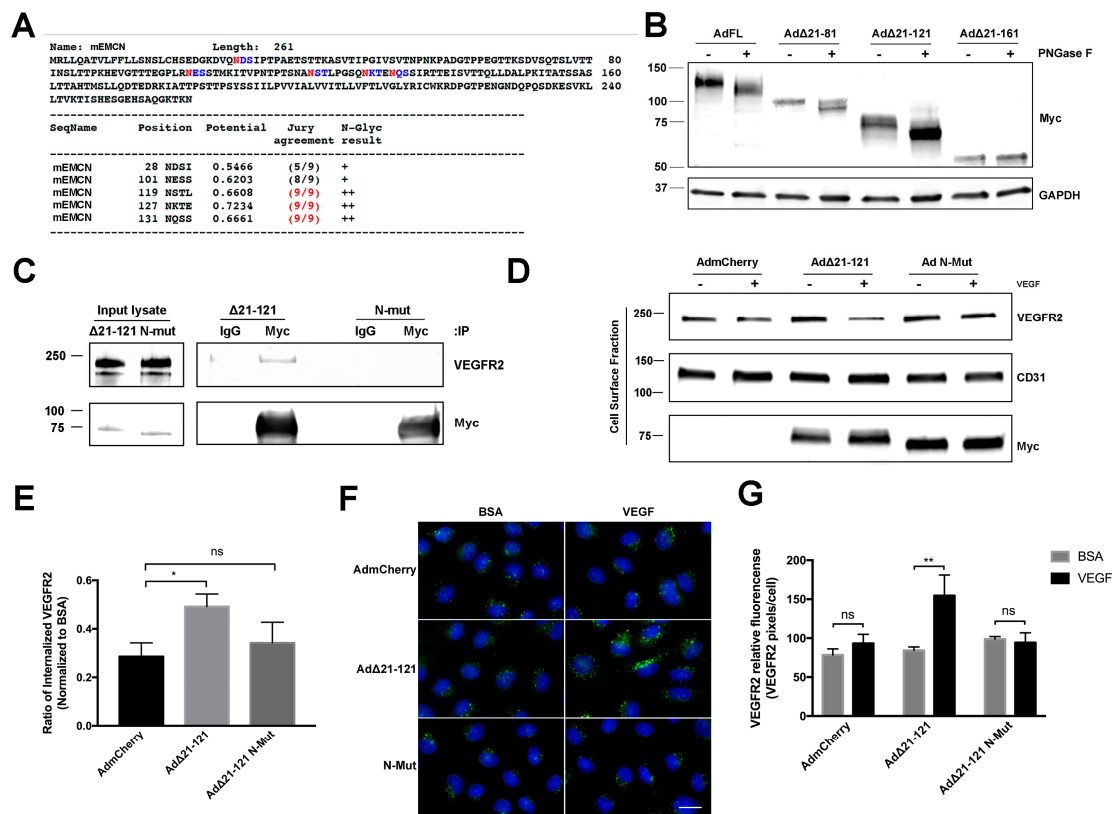 A
Name: mEMCN Length: 261
MRLLQATVLFFLLSNSLCHSEDGKDVQNDSIPTPAETSTTKASVTIPGIVSVTNPNKPADGTPPEGTTKSDVSQTSLVTT 80
INSLTTPKHEVGTTTEGPLRNESSTMKITVPNTPTSNANSTLPGSQNKTENQSSIRTTEISVTTQLLDALPKITATTSAS 160
LTTAHTMSLLQDTEDRKIATTPSTTPSYSSIILPVVIALVVITLLVFTLVGLYRICWKRDPGTPENGNDQPQSDKESVKL 240
LTVKTISHESGEHSAQGKTKN
SeqName Position Potential Jury N-Glyc
agreement result
mEMCN 28 NDSI 0.5466 (5/9) +
mEMCN 101 NESS 0.6203 (8/9) +
mEMCN 119 NSTL 0.6608 (9/9) ++
mEMCN 127 NKTE 0.7234 (9/9) ++
mEMCN 131 NQSS 0.6661 (9/9) ++
B
AdFL AdΔ21-81 AdΔ21-121 AdΔ21-161
- + - + - + - + PNGase F
150
100
75
50
Myc
37
GAPDH
C
Input lysate Δ21-121 N-mut
Δ21-121 N-mut IgG Myc IgG Myc :IP
250
VEGFR2
100
75
Myc
D
AdmCherry AdΔ21-121 Ad N-Mut
- + - + - + VEGF
Cell Surface Fraction
250
VEGFR2
150
100
CD31
75
Myc
E
Ratio of Internalized VEGFR2
(Normalized to BSA)
0.6
0.4
0.2
0.0
ns
*
AdmCherry
AdΔ21-121
AdΔ21-121 N-Mut
F
BSA VEGF
AdmCherry
AdΔ21-121
N-Mut
G
VEGFR2 relative fluorencense
(VEGFR2 pixels/cell)
200
150
100
50
0
ns
**
ns
BSA
VEGF
AdmCherry
AdΔ21-121
AdΔ21-121 N-Mut